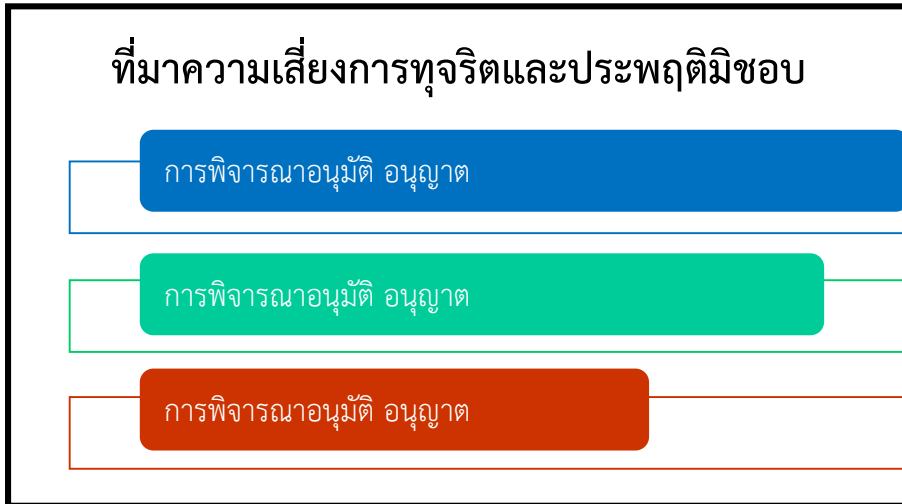 ที่มาความเสี่ยงการทุจริตและประพฤติมิชอบ
การพิจารณาอนุมัติ อนุญาต
การพิจารณาอนุมัติ อนุญาต
การพิจารณาอนุมัติ อนุญาต